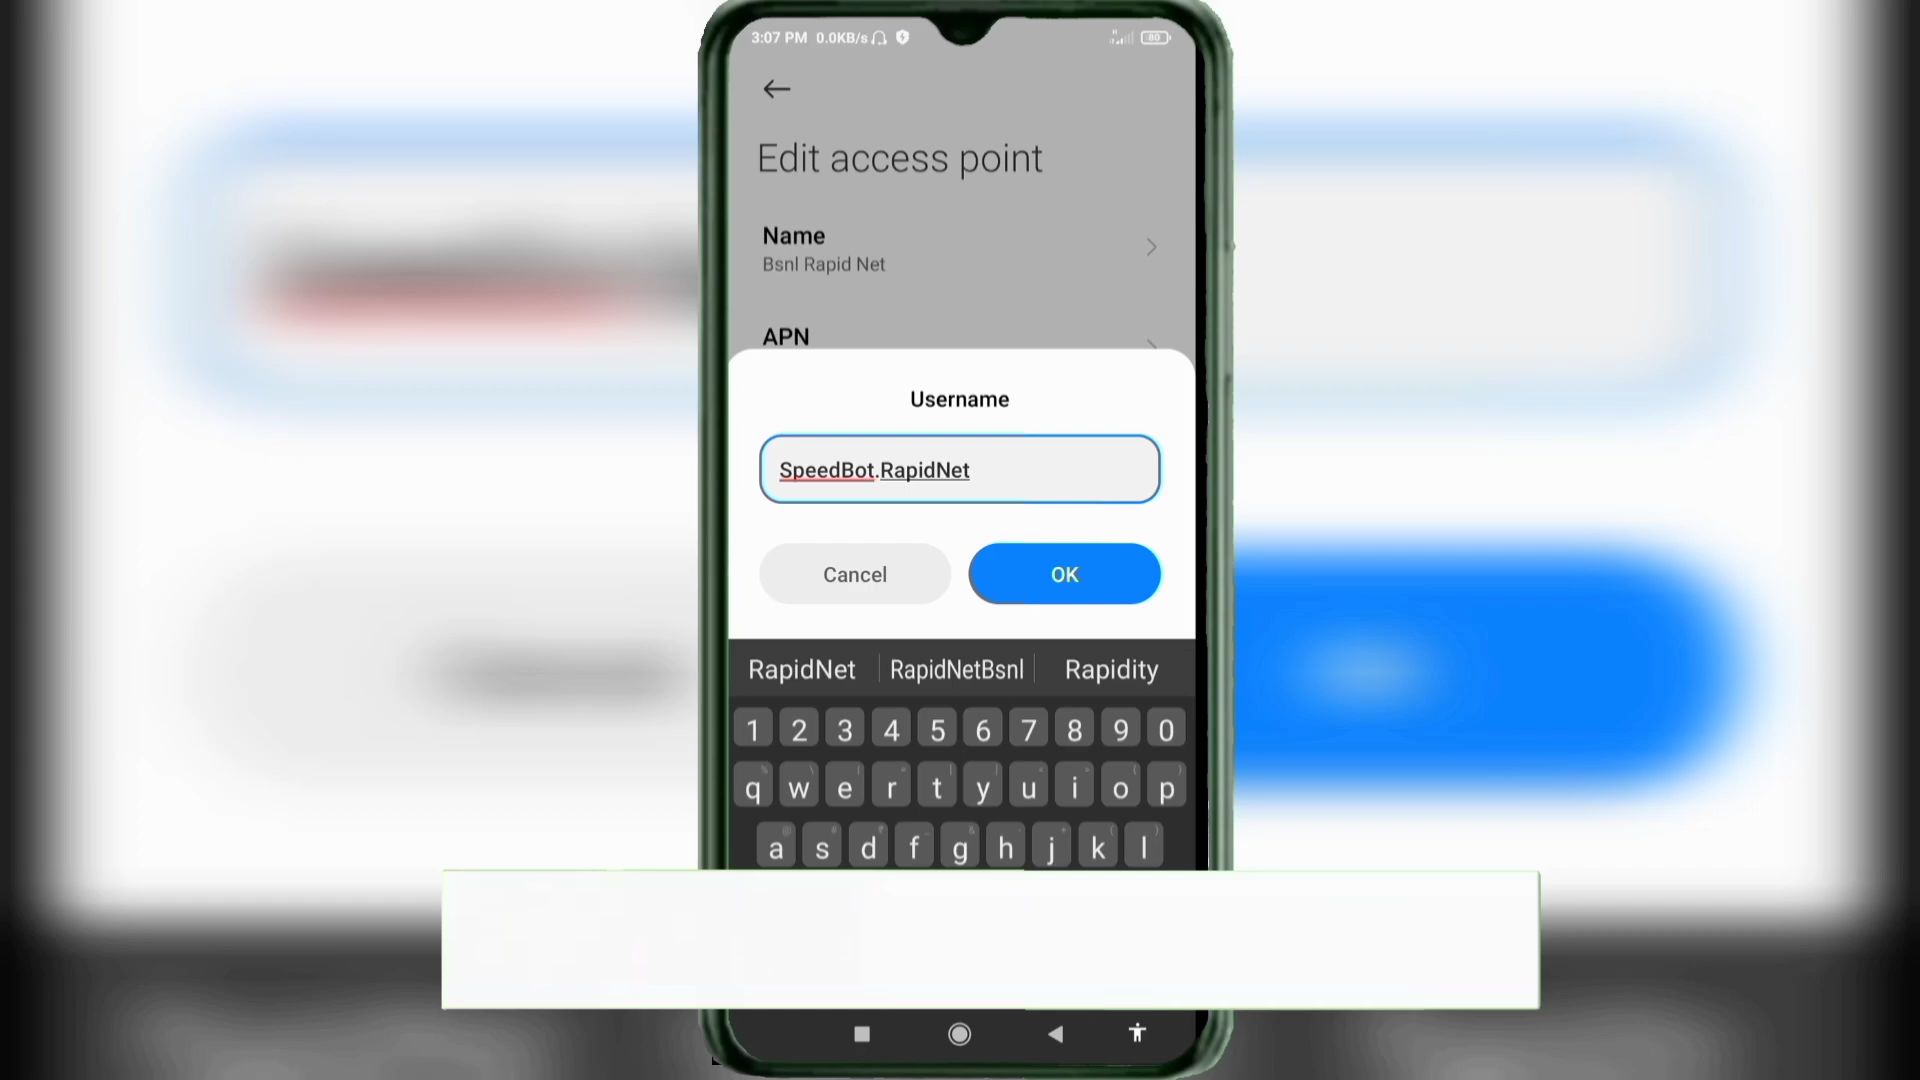 3:07 PM 0.0KB/s 80
Edit access point
Name
Bsnl Rapid Net
APN
Username
SpeedBot.RapidNet
Cancel
OK
RapidNet RapidNetBsnl Rapidity
1 2 3 4 5 6 7 8 9 0
q w e r t y u i o p
a s d f g h j k l